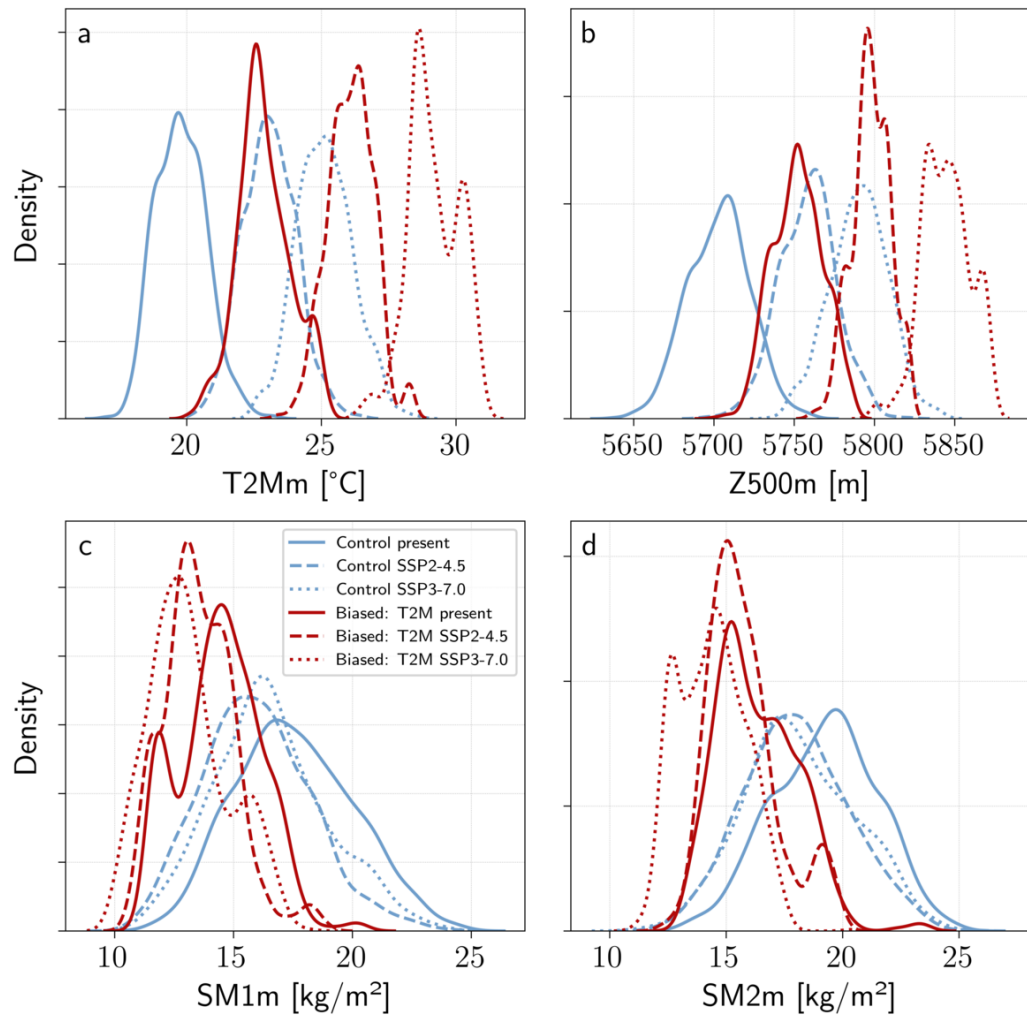 a
b
Density
20 25 30
5650 5700 5750 5800 5850
T2Mm [°C]
Z500m [m]
c
d
Control present
Control SSP2-4.5
Control SSP3-7.0
Biased: T2M present
Biased: T2M SSP2-4.5
Biased: T2M SSP3-7.0
Density
10 15 20 25
10 15 20 25
SM1m [kg/m²]
SM2m [kg/m²]